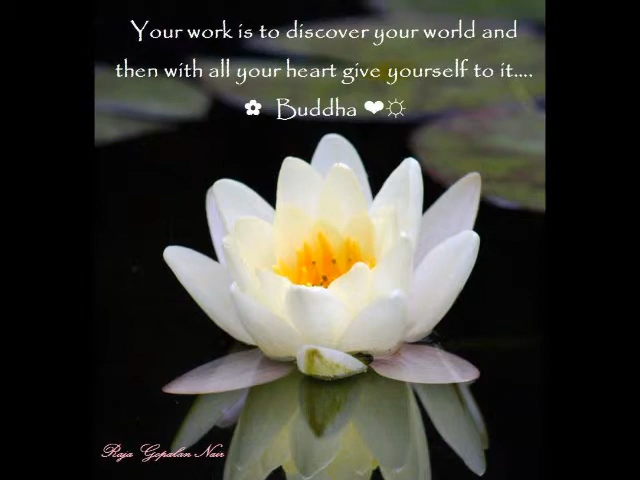 Your work is to discover your world and
then with all your heart give yourself to it....
✿ Buddha ❤☼
Raja Gopalan Nair